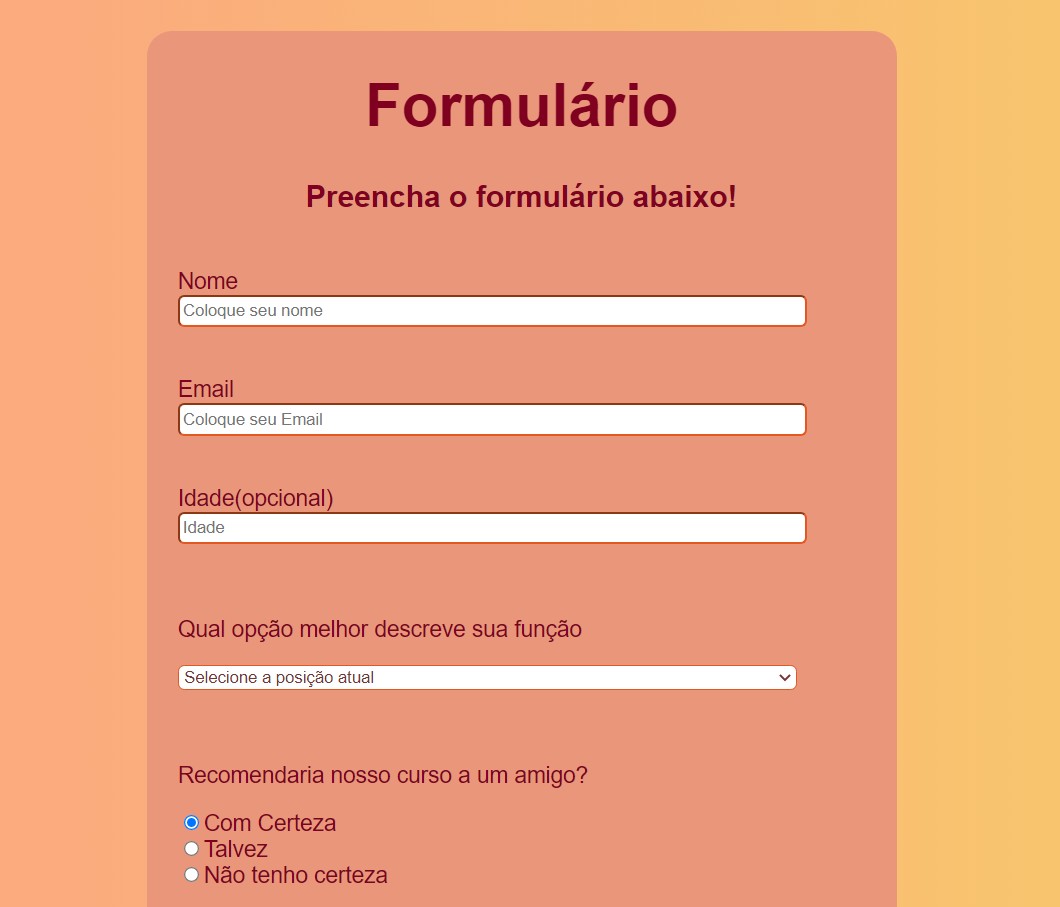 Formulário
Preencha o formulário abaixo!
Nome
Coloque seu nome
Email
Coloque seu Email
Idade(opcional)
Idade
Qual opção melhor descreve sua função
Selecione a posição atual
Recomendaria nosso curso a um amigo?
Com Certeza
Talvez
Não tenho certeza